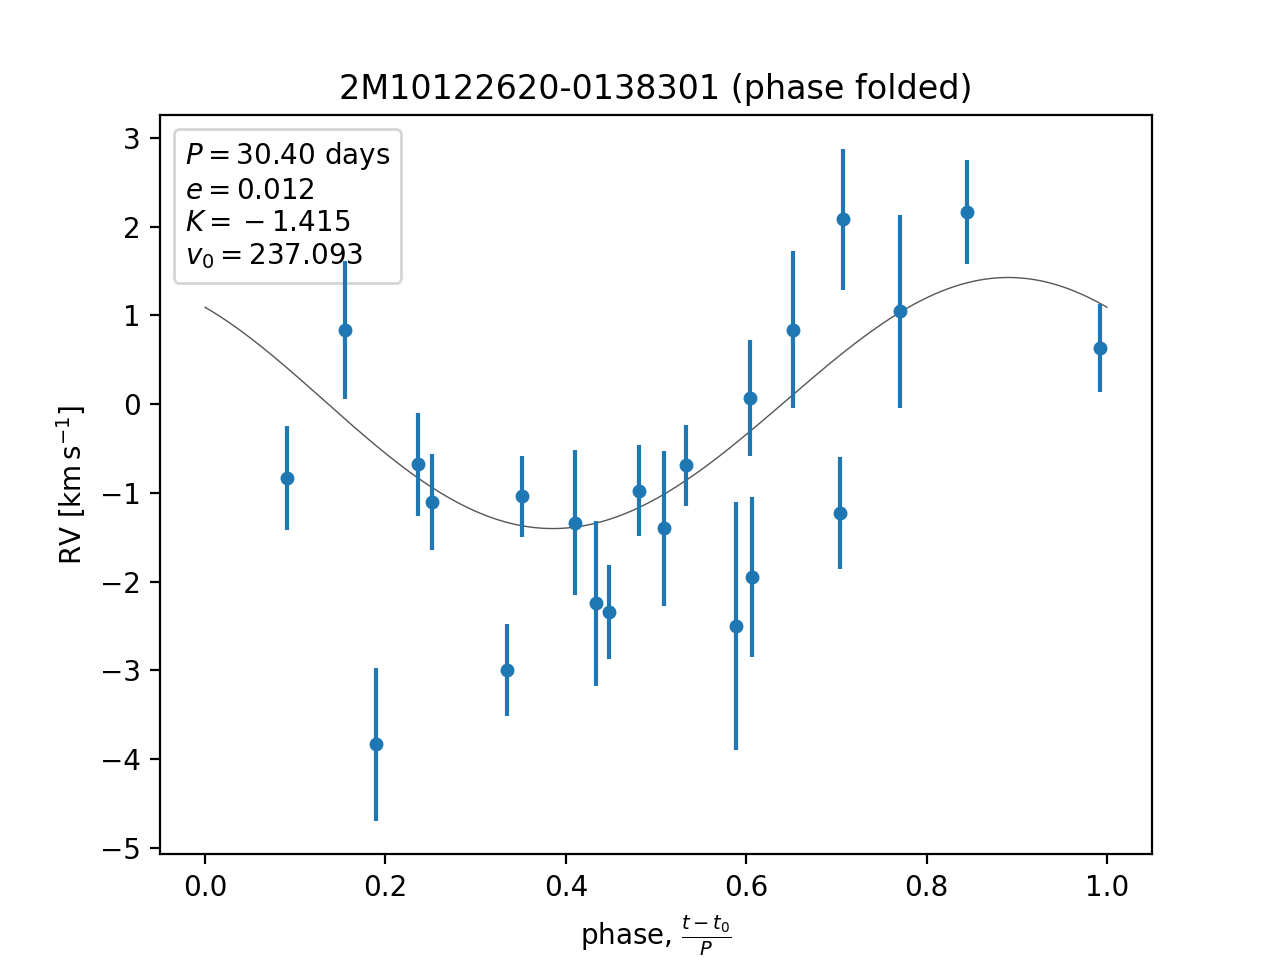 2M10122620-0138301 (phase folded)
P = 30.40 days
e = 0.012
K = −1.415
v₀ = 237.093
RV [km s⁻¹]
3
2
1
0
−1
−2
−3
−4
−5
0.0 0.2 0.4 0.6 0.8 1.0
phase, (t − t₀)/P